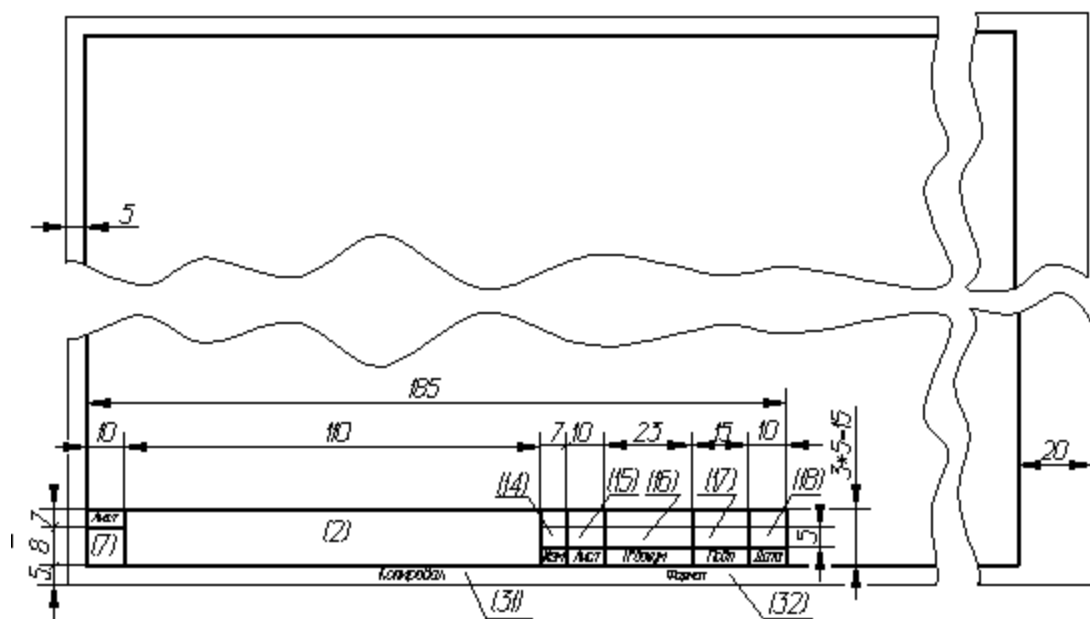 5
185
10 110 7 10 23 15 10
3*5=15
20
(14) (15) (16) (17) (18)
7 Лист
8 (7) (2) 5
Изм Лист № докум Подп Дата
5 Копировал Формат
(31) (32)